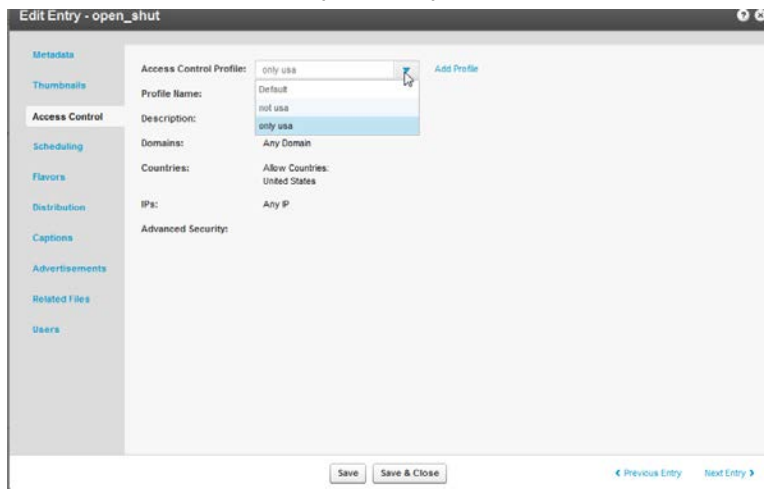 Edit Entry - open_shut
Metadata
Thumbnails
Access Control
Scheduling
Flavors
Distribution
Captions
Advertisements
Related Files
Users
Access Control Profile: only usa Add Profile
Default
not usa
only usa
Profile Name:
Description:
Domains: Any Domain
Countries: Allow Countries:
United States
IPs: Any IP
Advanced Security:
Save Save & Close Previous Entry Next Entry